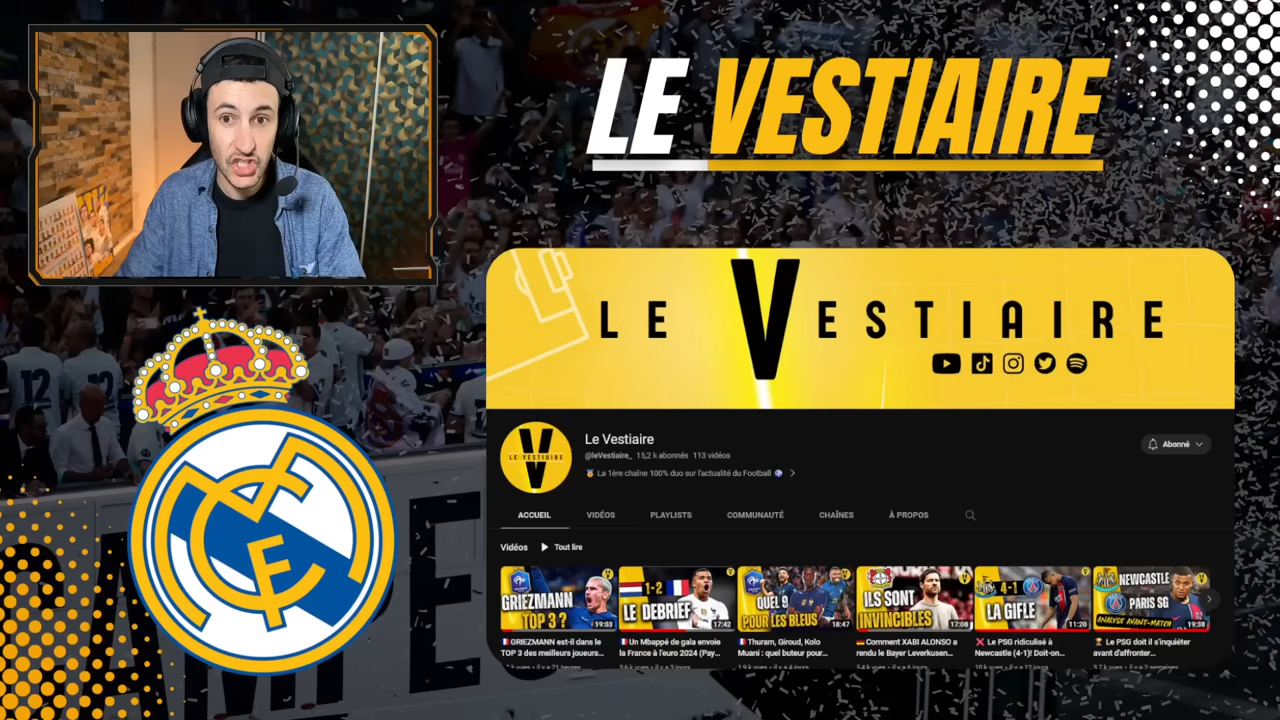 LE VESTIAIRE
LE VESTIAIRE
Le Vestiaire
@leVestiaire_ 15,2 k abonnés 113 vidéos
🏅 La 1ère chaîne 100% duo sur l'actualité du Football ⚽ >
Abonné
ACCUEIL VIDÉOS PLAYLISTS COMMUNAUTÉ CHAÎNES À PROPOS
Vidéos ▶ Tout lire
GRIEZMANN
TOP 3 ?
19:03
1-2
LE DEBRIEF
17:42
QUEL 9
POUR LES BLEUS
18:47
ILS SONT
INVINCIBLES
17:08
4-1
LA GIFLE
11:20
NEWCASTLE
PARIS SG
ANALYSE AVANT-MATCH
19:38
GRIEZMANN est-il dans le
TOP 3 des meilleurs joueurs...
Un Mbappé de gala envoie
la France à l'euro 2024 (Pay...
Thuram, Giroud, Kolo
Muani : quel buteur pour...
Comment XABI ALONSO a
rendu le Bayer Leverkusen...
❌ Le PSG ridiculisé à
Newcastle (4-1)! Doit-on...
🏆 Le PSG doit il s'inquiéter
avant d'affronter...
12